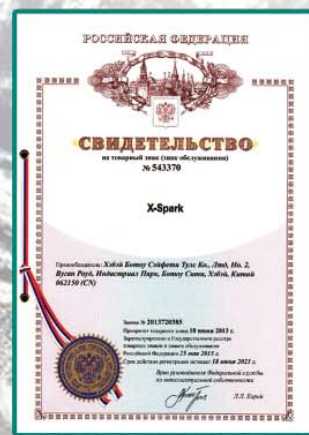 РОССИЙСКАЯ ФЕДЕРАЦИЯ
СВИДЕТЕЛЬСТВО
на товарный знак (знак обслуживания)
№ 543370
X-Spark
Правообладатель: Хэбэй Ботоу Сэйфети Тулс Ко., Лтд, Но. 2,
Роуд, Индастриал Парк, Ботоу Сити, Хэбэй, Китай
062150 (CN)
Заявка № 2013720385
Приоритет товарного знака 18 июня 2013 г.
Зарегистрировано в Государственном реестре
товарных знаков и знаков обслуживания
Российской Федерации 25 мая 2015 г.
Срок действия регистрации истекает 18 июня 2023 г.
Врио руководителя Федеральной службы
по интеллектуальной собственности
Л.Л. Кирий